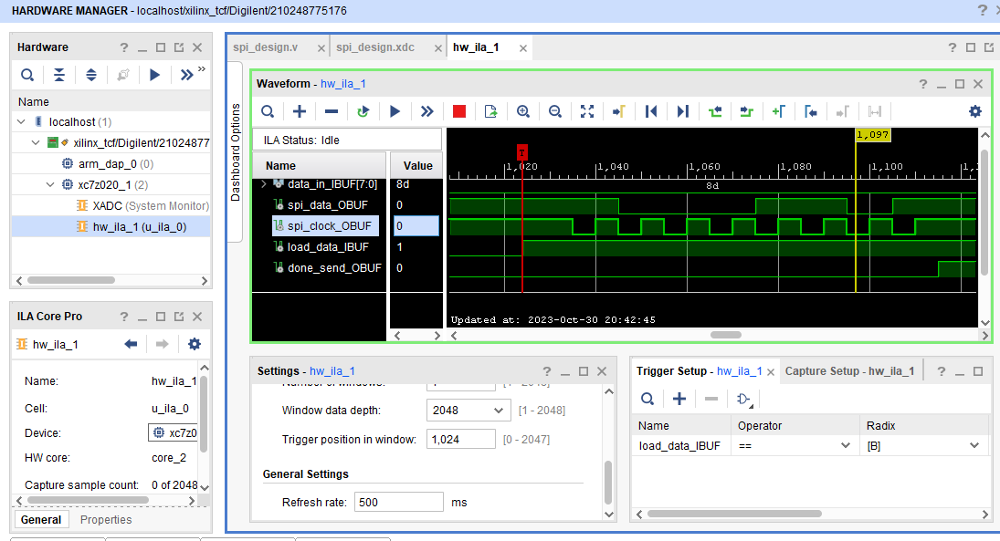 HARDWARE MANAGER - localhost/xilinx_tcf/Digilent/210248775176
Hardware
Name
localhost (1)
xilinx_tcf/Digilent/21024877
arm_dap_0 (0)
xc7z020_1 (2)
XADC (System Monitor)
hw_ila_1 (u_ila_0)
ILA Core Pro
hw_ila_1
Name: hw_ila_1
Cell: u_ila_0
Device: xc7z0
HW core: core_2
Capture sample count: 0 of 2048
General Properties
spi_design.v spi_design.xdc hw_ila_1
Dashboard Options
Waveform - hw_ila_1
ILA Status: Idle
Name Value
data_in_IBUF[7:0] 8d
spi_data_OBUF 0
spi_clock_OBUF 0
load_data_IBUF 1
done_send_OBUF 0
1,097
T
1,020 1,040 1,060 1,080 1,100
8d
Updated at: 2023-Oct-30 20:42:45
Settings - hw_ila_1
Number of windows:
Window data depth: 2048 [1 - 2048]
Trigger position in window: 1,024 [0 - 2047]
General Settings
Refresh rate: 500 ms
Trigger Setup - hw_ila_1 Capture Setup - hw_ila_1
Name Operator Radix
load_data_IBUF == [B]